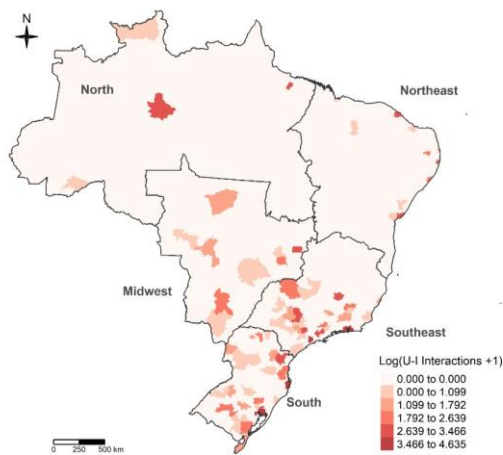 N
North
Northeast
Midwest
Southeast
South
Log(U-I Interactions +1)
0.000 to 0.000
0.000 to 1.099
1.099 to 1.792
1.792 to 2.639
2.639 to 3.466
3.466 to 4.635
0 250 500 km